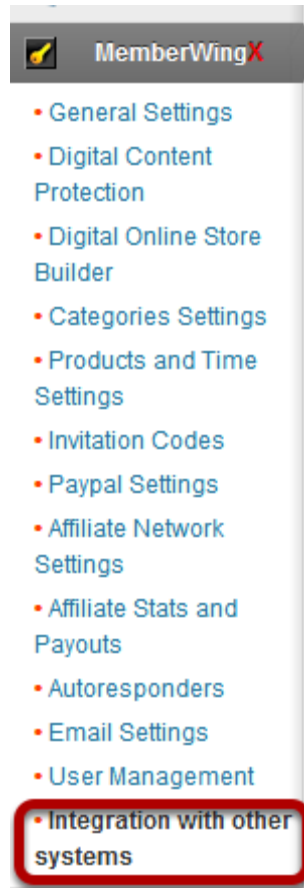 MemberWingX
• General Settings
• Digital Content
Protection
• Digital Online Store
Builder
• Categories Settings
• Products and Time
Settings
• Invitation Codes
• Paypal Settings
• Affiliate Network
Settings
• Affiliate Stats and
Payouts
• Autoresponders
• Email Settings
• User Management
• Integration with other
systems